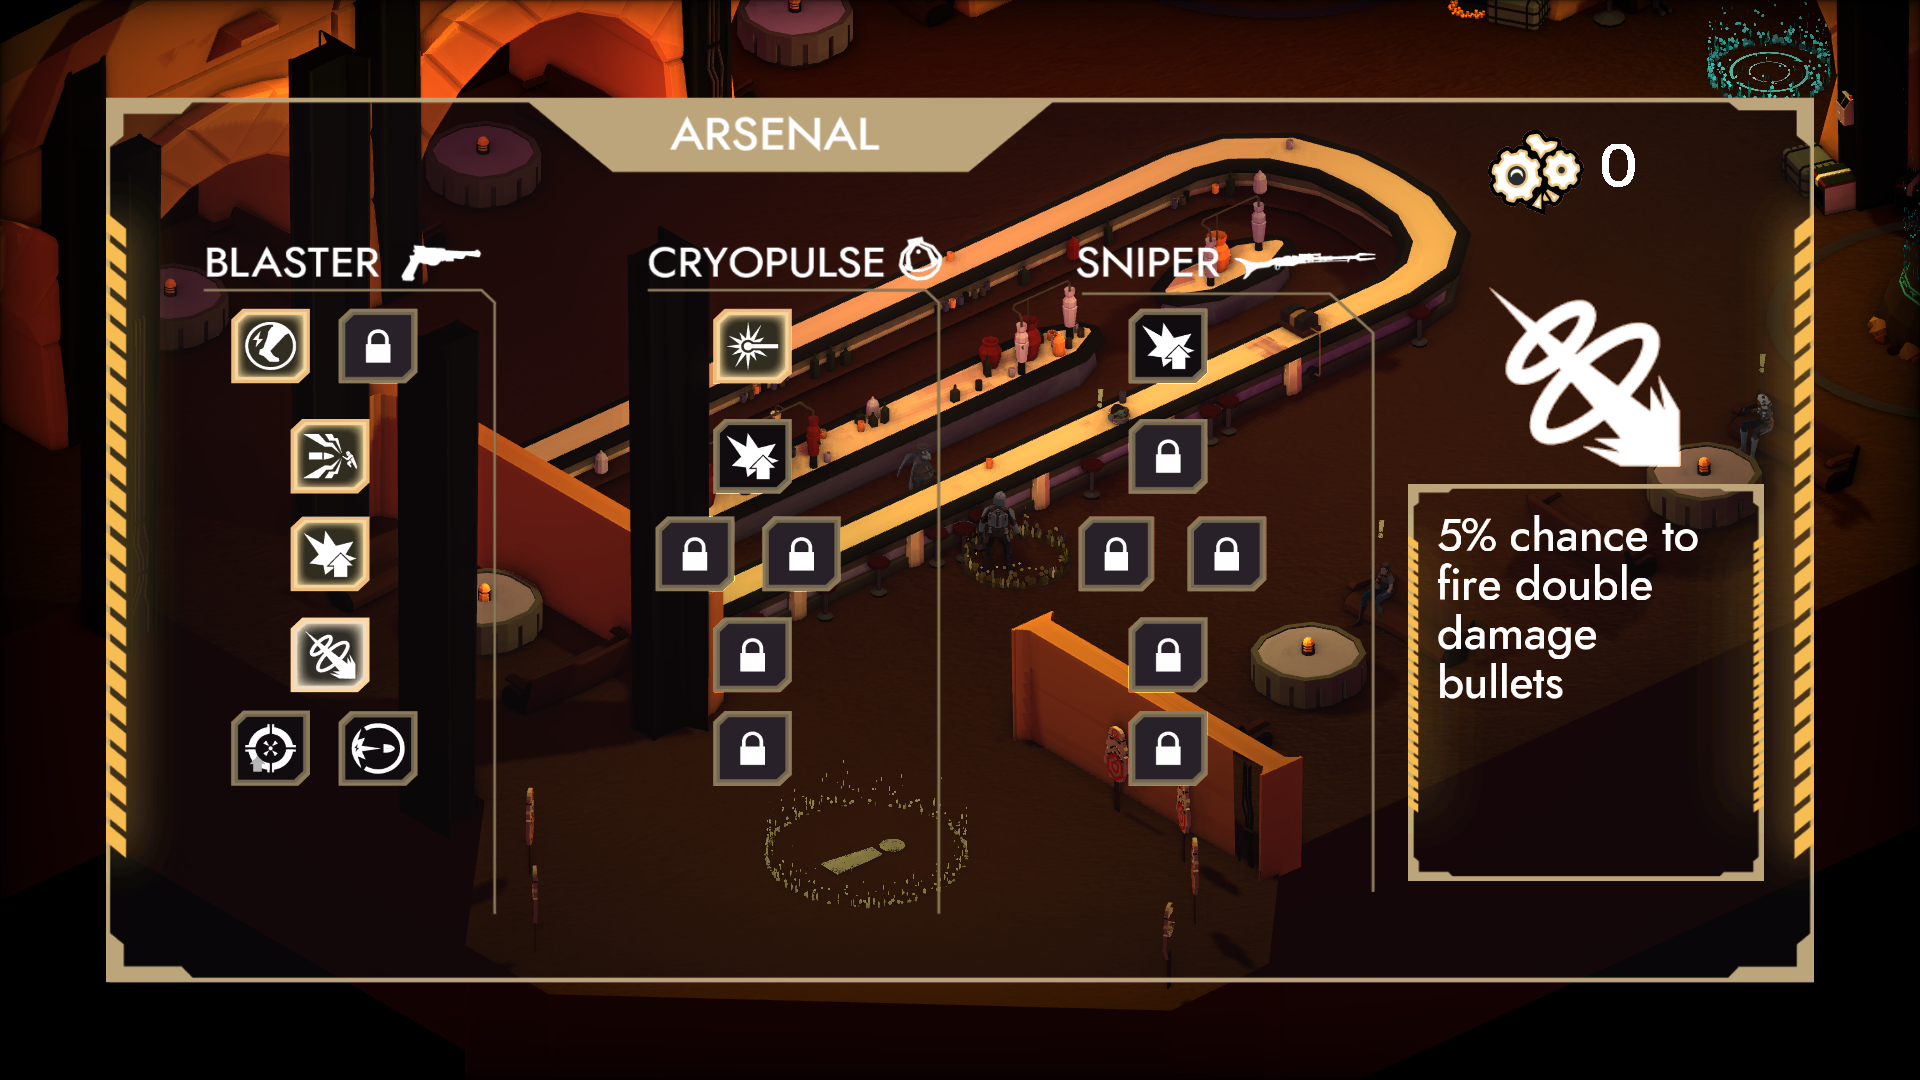 ARSENAL
0
BLASTER
CRYOPULSE
SNIPER
5% chance to
fire double
damage
bullets